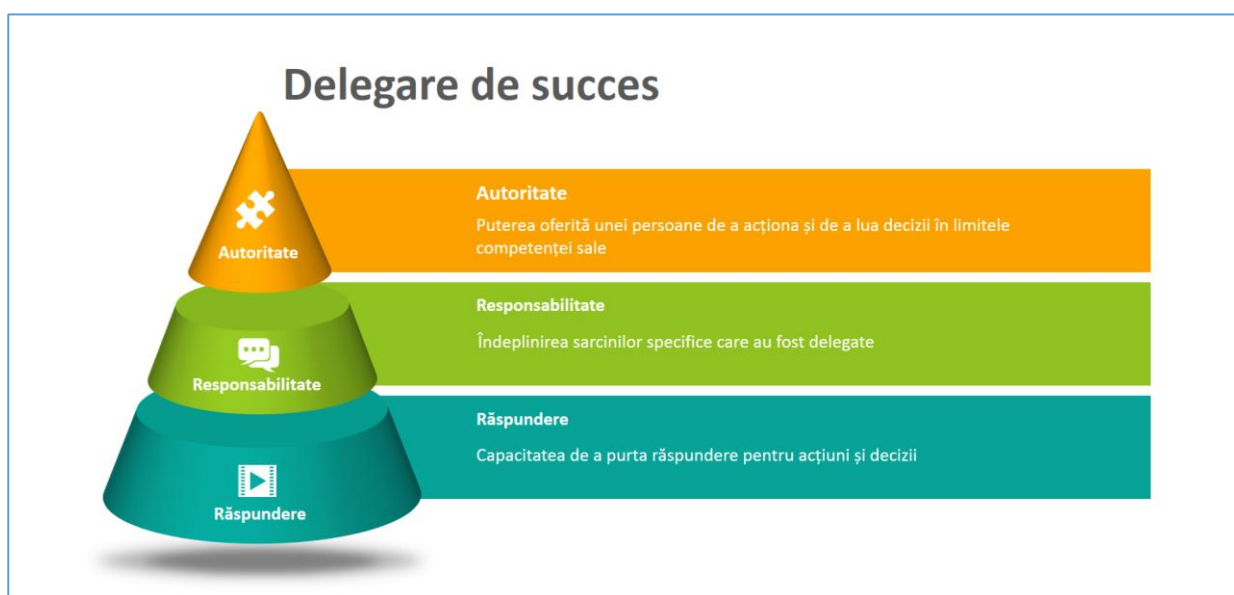 Delegare de succes
Autoritate
Autoritate
Puterea oferită unei persoane de a acționa și de a lua decizii în limitele
competenței sale
Responsabilitate
Responsabilitate
Îndeplinirea sarcinilor specifice care au fost delegate
Răspundere
Răspundere
Capacitatea de a purta răspundere pentru acțiuni și decizii